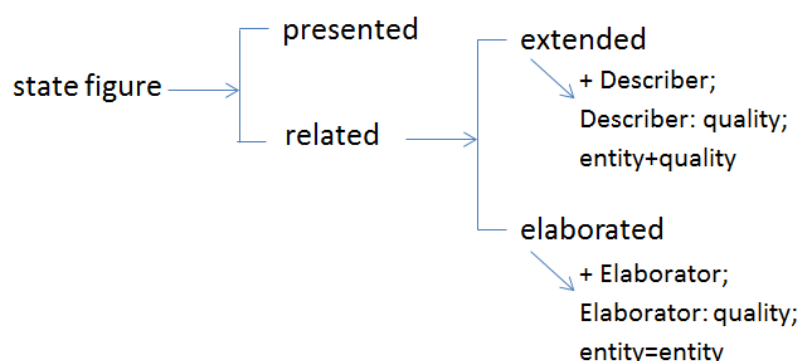 state figure
presented
related
extended
+ Describer;
Describer: quality;
entity+quality
elaborated
+ Elaborator;
Elaborator: quality;
entity=entity